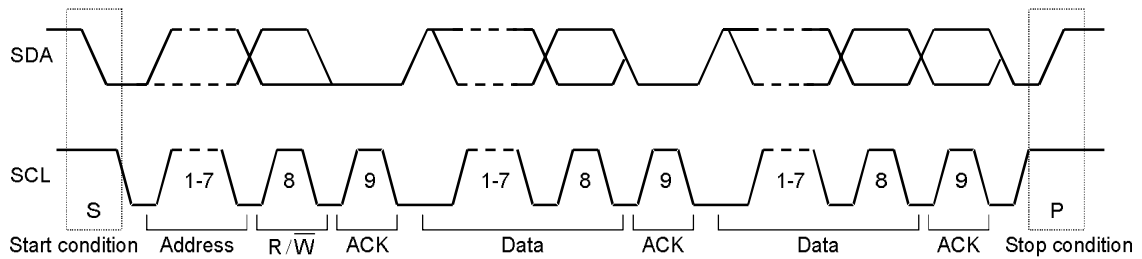 SDA
SCL
1-7 8 9 1-7 8 9 1-7 8 9
S P
Start condition Address R/W̅ ACK Data ACK Data ACK Stop condition